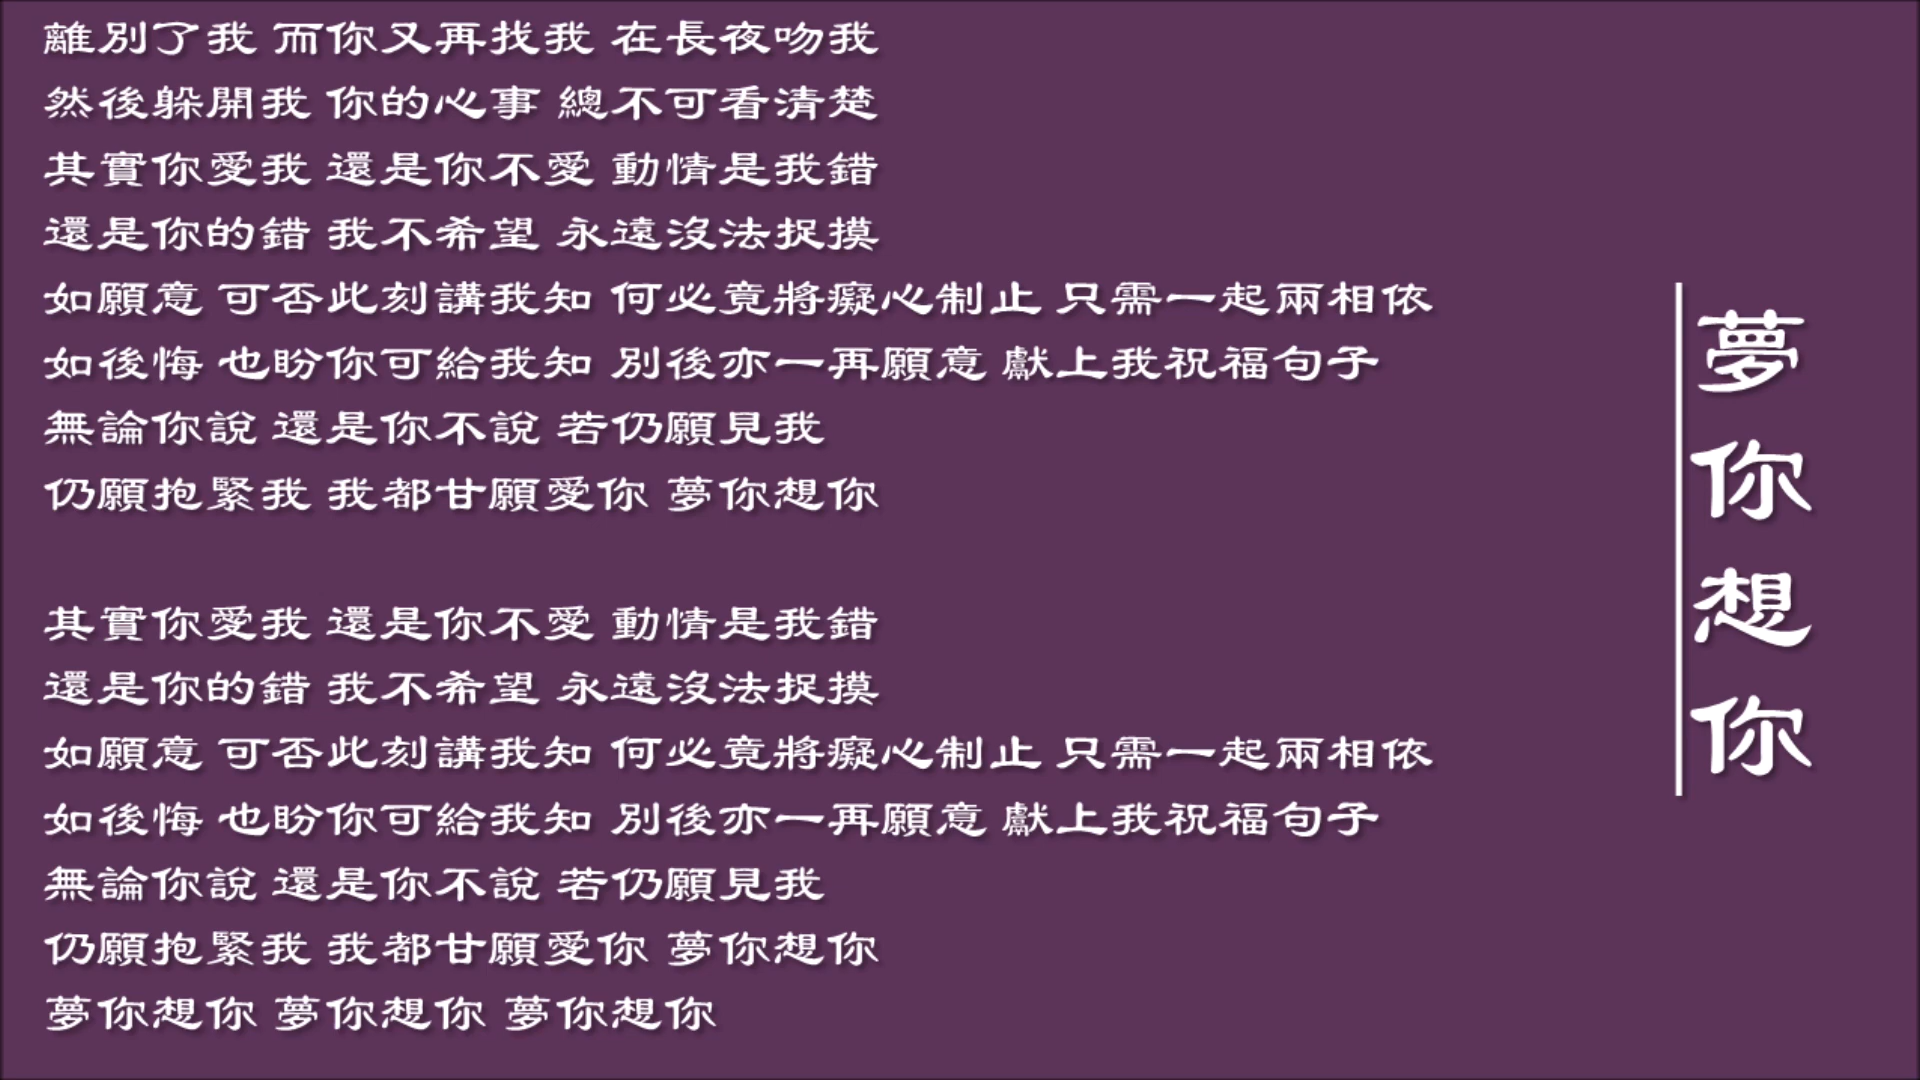 離別了我 而你又再找我 在長夜吻我
然後躲開我 你的心事 總不可看清楚
其實你愛我 還是你不愛 動情是我錯
還是你的錯 我不希望 永遠沒法捉摸
如願意 可否此刻講我知 何必竟將癡心制止 只需一起兩相依
如後悔 也盼你可給我知 別後亦一再願意 獻上我祝福句子
無論你說 還是你不說 若仍願見我
仍願抱緊我 我都甘願愛你 夢你想你
其實你愛我 還是你不愛 動情是我錯
還是你的錯 我不希望 永遠沒法捉摸
如願意 可否此刻講我知 何必竟將癡心制止 只需一起兩相依
如後悔 也盼你可給我知 別後亦一再願意 獻上我祝福句子
無論你說 還是你不說 若仍願見我
仍願抱緊我 我都甘願愛你 夢你想你
夢你想你 夢你想你 夢你想你
夢你想你